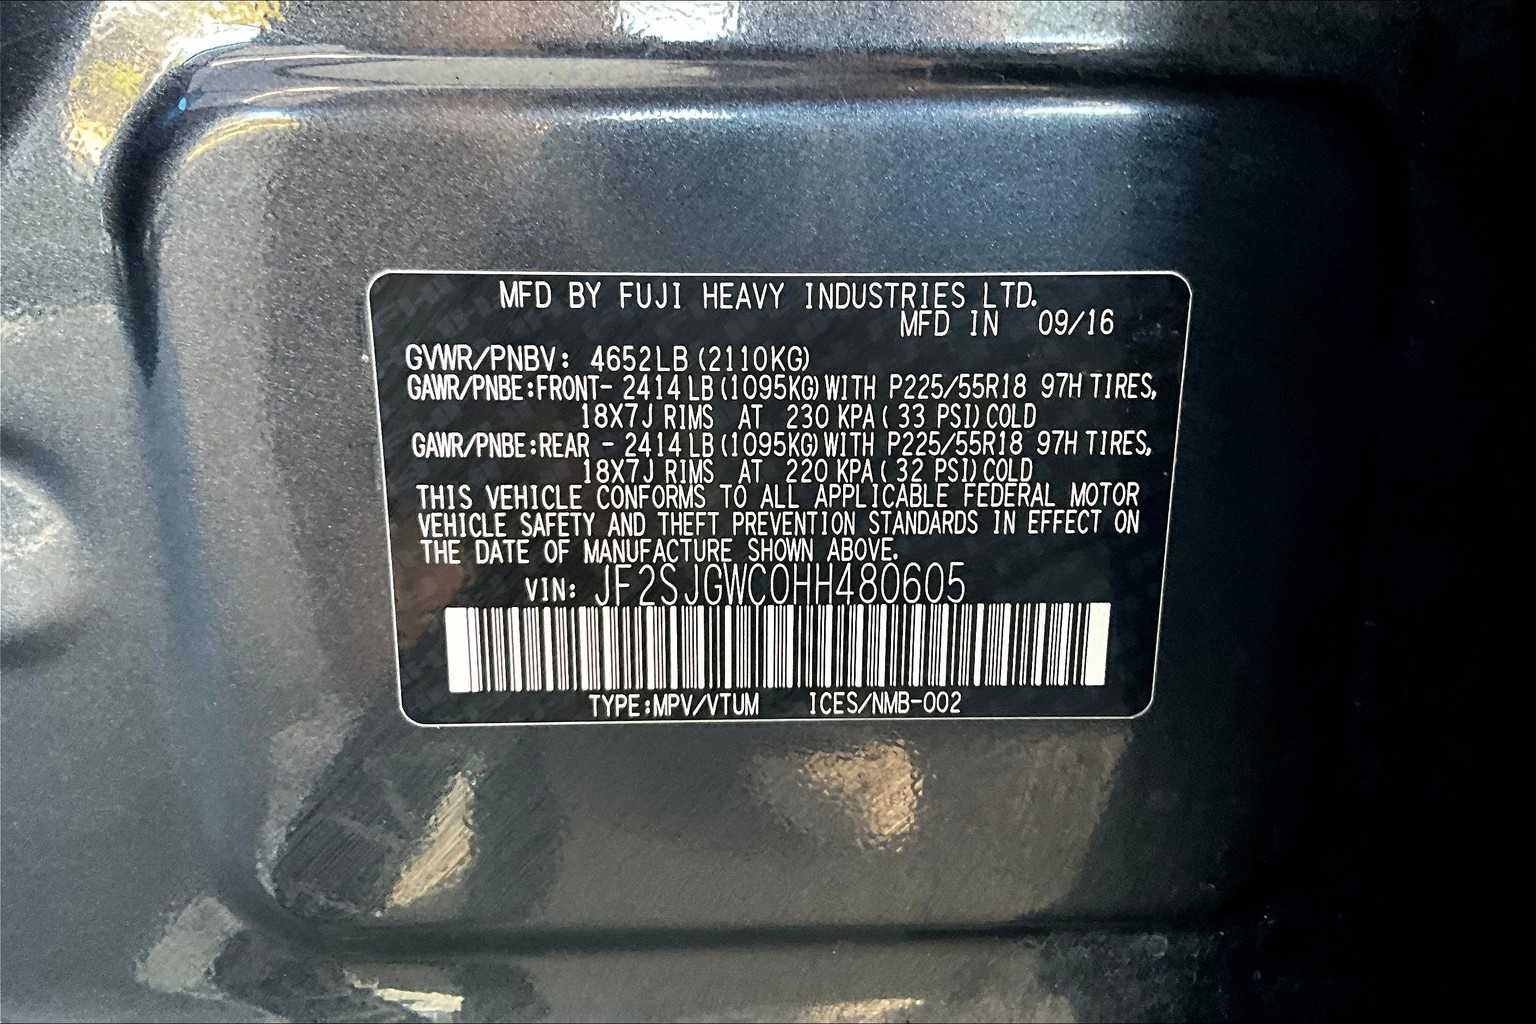 MFD BY FUJI HEAVY INDUSTRIES LTD.
MFD IN 09/16
GVWR/PNBV: 4652LB (2110KG)
GAWR/PNBE:FRONT- 2414LB (1095KG) WITH P225/55R18 97H TIRES,
18X7J RIMS AT 230 KPA ( 33 PSI) COLD
GAWR/PNBE:REAR - 2414LB (1095KG) WITH P225/55R18 97H TIRES,
18X7J RIMS AT 220 KPA ( 32 PSI) COLD
THIS VEHICLE CONFORMS TO ALL APPLICABLE FEDERAL MOTOR
VEHICLE SAFETY AND THEFT PREVENTION STANDARDS IN EFFECT ON
THE DATE OF MANUFACTURE SHOWN ABOVE.
VIN: JF2SJGWC0HH480605
TYPE:MPV/VTUM ICES/NMB-002